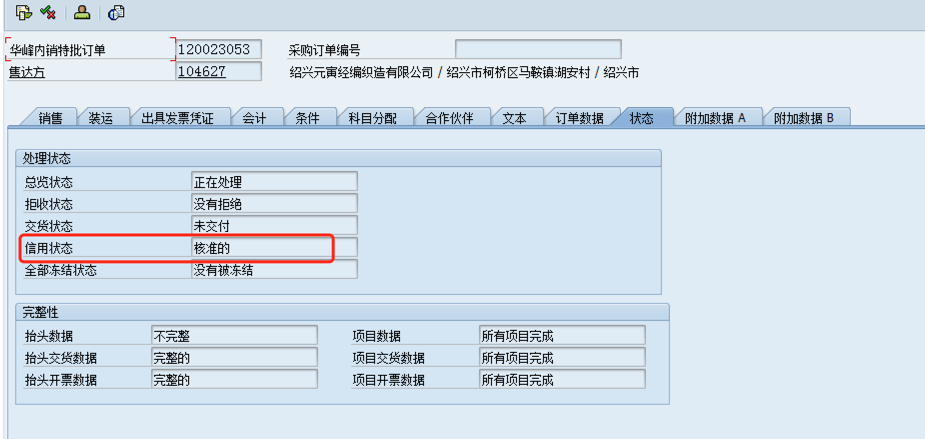 华峰内销特批订单 120023053 采购订单编号
售达方 104627 绍兴元寅经编织造有限公司 / 绍兴市柯桥区马鞍镇湖安村 / 绍兴市
销售 装运 出具发票凭证 会计 条件 科目分配 合作伙伴 文本 订单数据 状态 附加数据 A 附加数据 B
处理状态
总览状态 正在处理
拒收状态 没有拒绝
交货状态 未交付
信用状态 核准的
全部冻结状态 没有被冻结
完整性
抬头数据 不完整 项目数据 所有项目完成
抬头交货数据 完整的 项目交货数据 所有项目完成
抬头开票数据 完整的 项目开票数据 所有项目完成